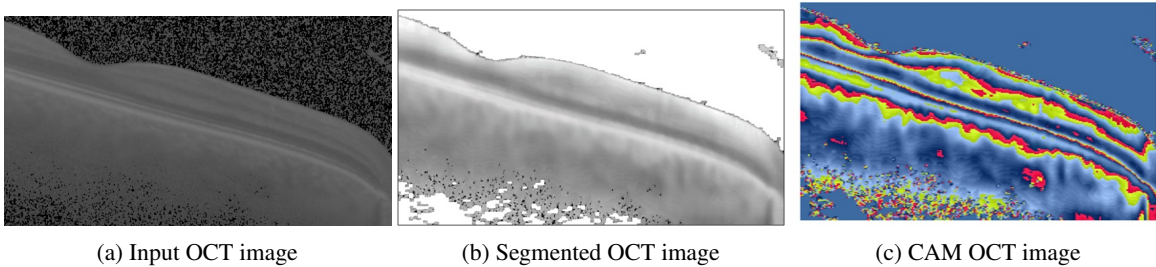 (a) Input OCT image
(b) Segmented OCT image
(c) CAM OCT image